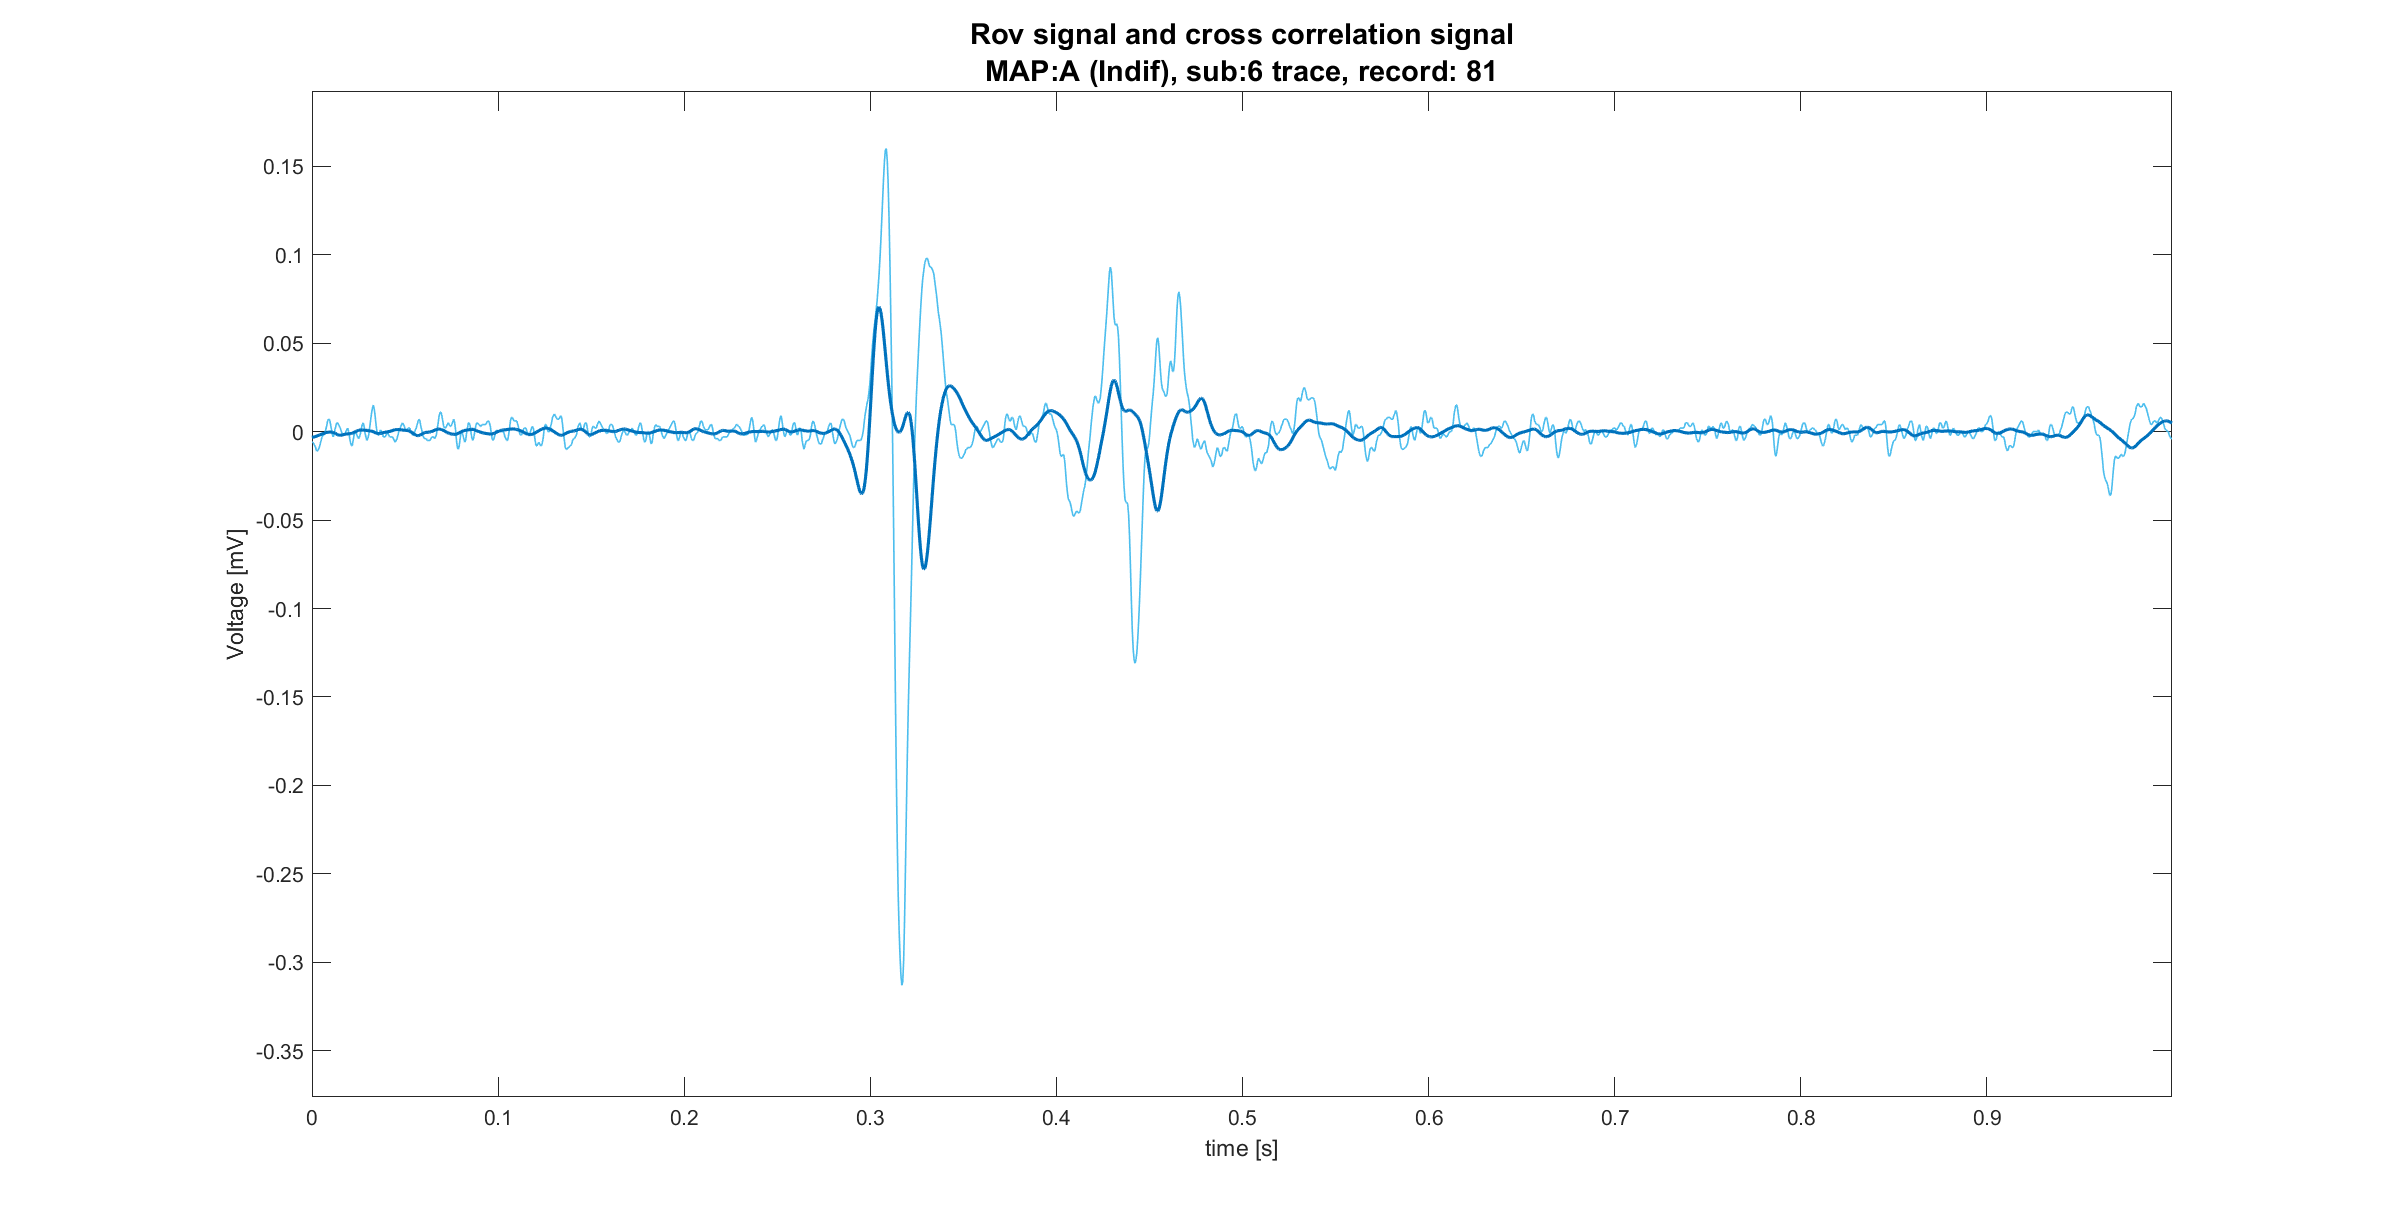 Rov signal and cross correlation signal
MAP:A (Indif), sub:6 trace, record: 81
0.15
0.1
0.05
0
-0.05
-0.1
-0.15
-0.2
-0.25
-0.3
-0.35
Voltage [mV]
0 0.1 0.2 0.3 0.4 0.5 0.6 0.7 0.8 0.9
time [s]